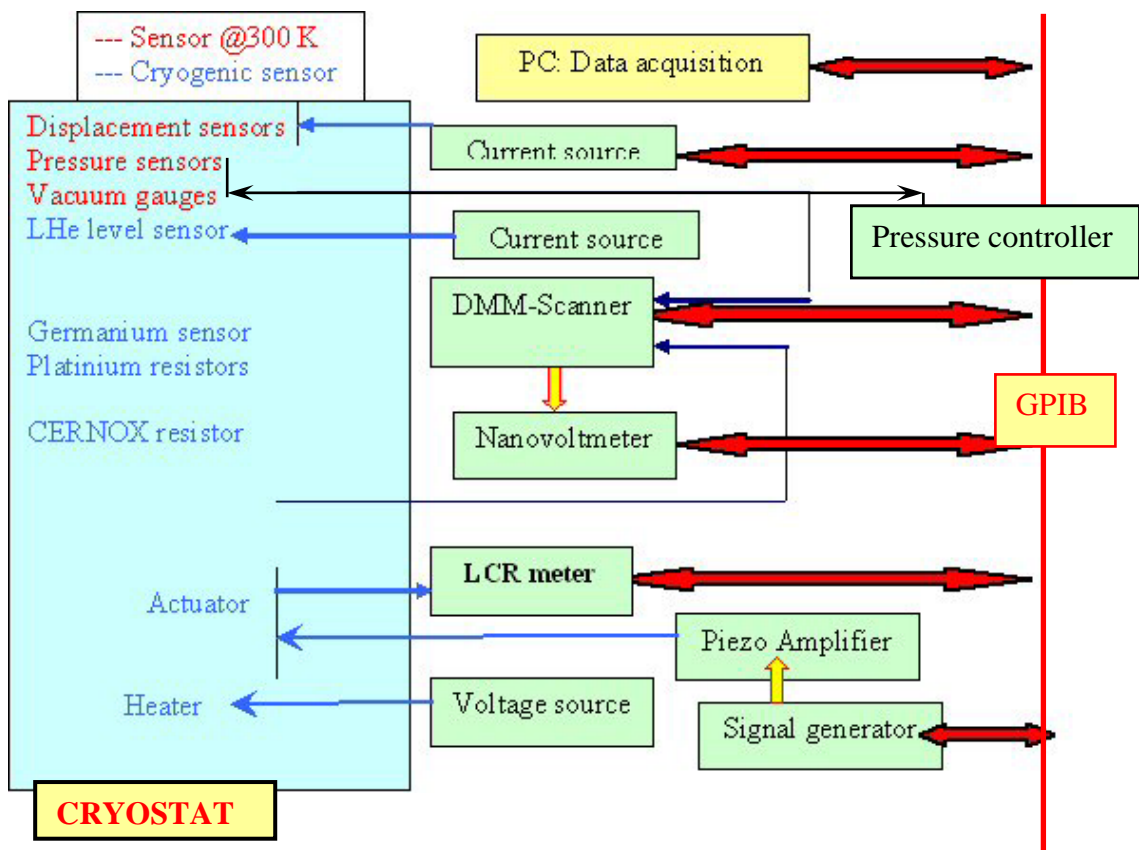 --- Sensor @300 K
--- Cryogenic sensor
PC: Data acquisition
Displacement sensors
Pressure sensors
Vacuum gauges
LHe level sensor
Current source
Current source
Pressure controller
DMM-Scanner
Germanium sensor
Platinium resistors
GPIB
CERNOX resistor
Nanovoltmeter
LCR meter
Actuator
Piezo Amplifier
Heater
Voltage source
Signal generator
CRYOSTAT